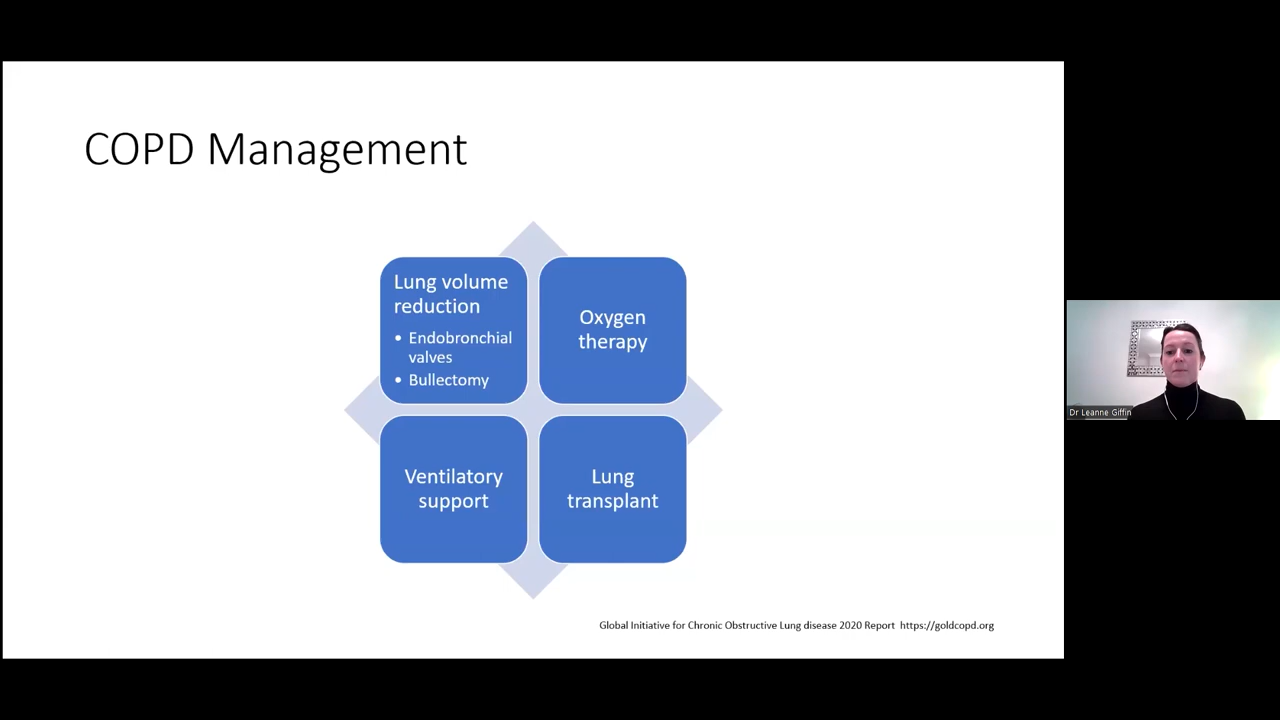 COPD Management
Lung volume
reduction
• Endobronchial
valves
• Bullectomy
Oxygen
therapy
Ventilatory
support
Lung
transplant
Global Initiative for Chronic Obstructive Lung disease 2020 Report https://goldcopd.org
Dr Leanne Giffin